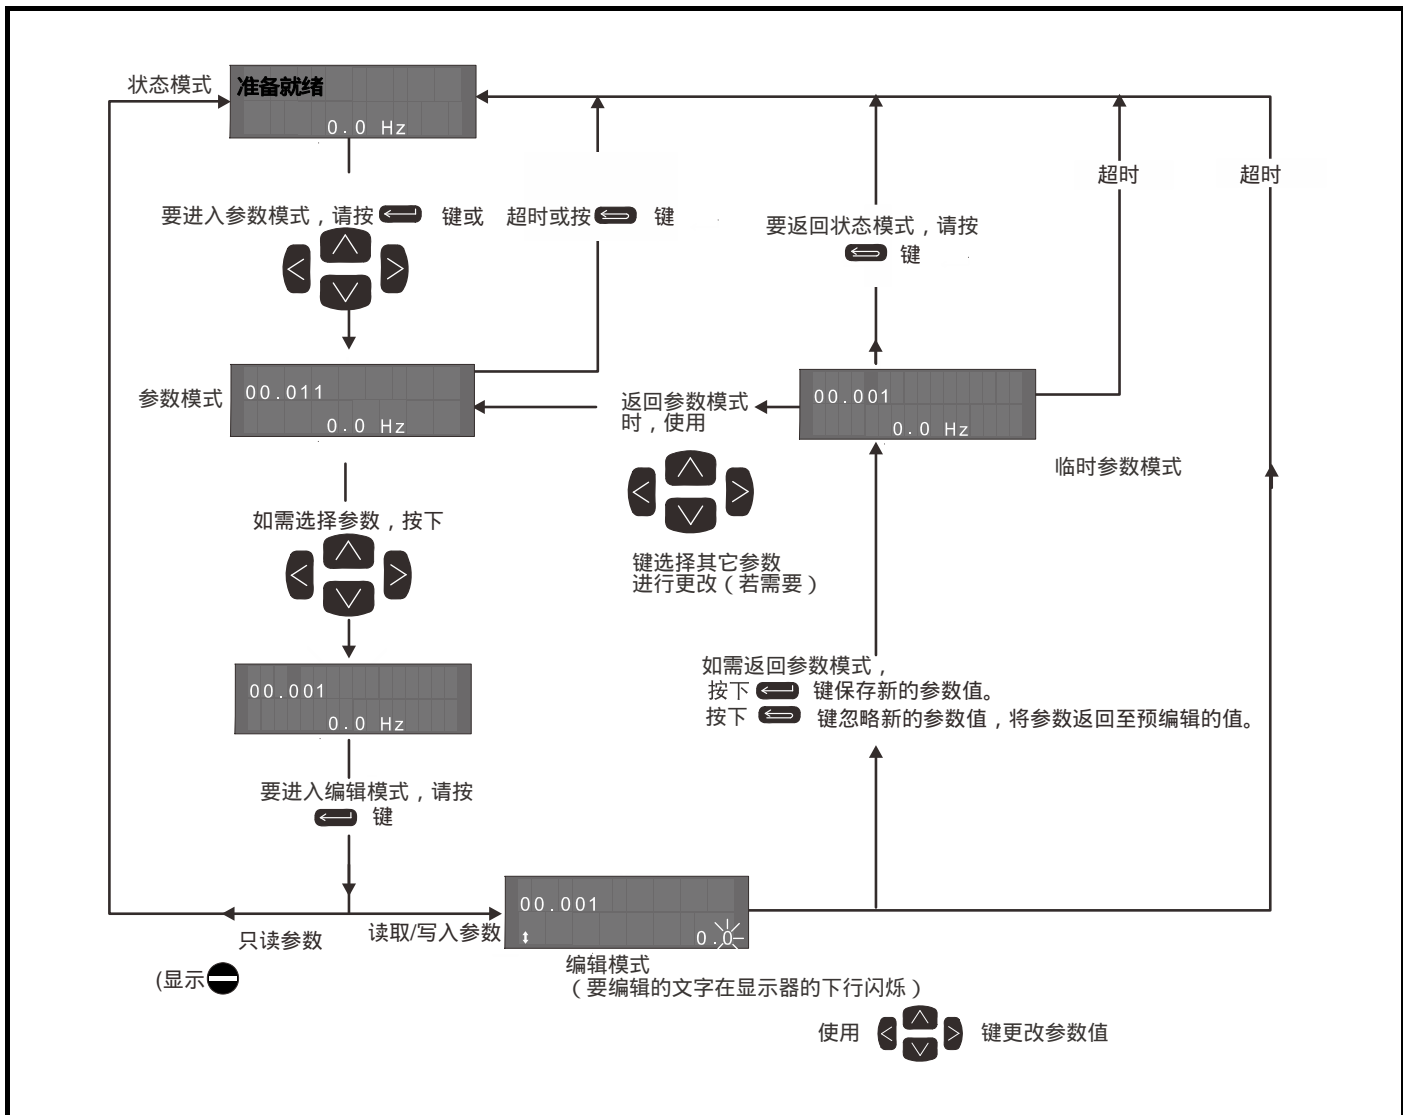 状态模式
准备就绪
0.0 Hz
超时
超时
要进入参数模式，请按 键或
超时或按 键
要返回状态模式，请按
键
参数模式
00.011
0.0 Hz
返回参数模式
时，使用
00.001
0.0 Hz
临时参数模式
如需选择参数，按下
键选择其它参数
进行更改（若需要）
00.001
0.0 Hz
如需返回参数模式，
按下 键保存新的参数值。
按下 键忽略新的参数值，将参数返回至预编辑的值。
要进入编辑模式，请按
键
只读参数
(显示
读取/写入参数
00.001
0.0
编辑模式
（要编辑的文字在显示器的下行闪烁）
使用 键更改参数值